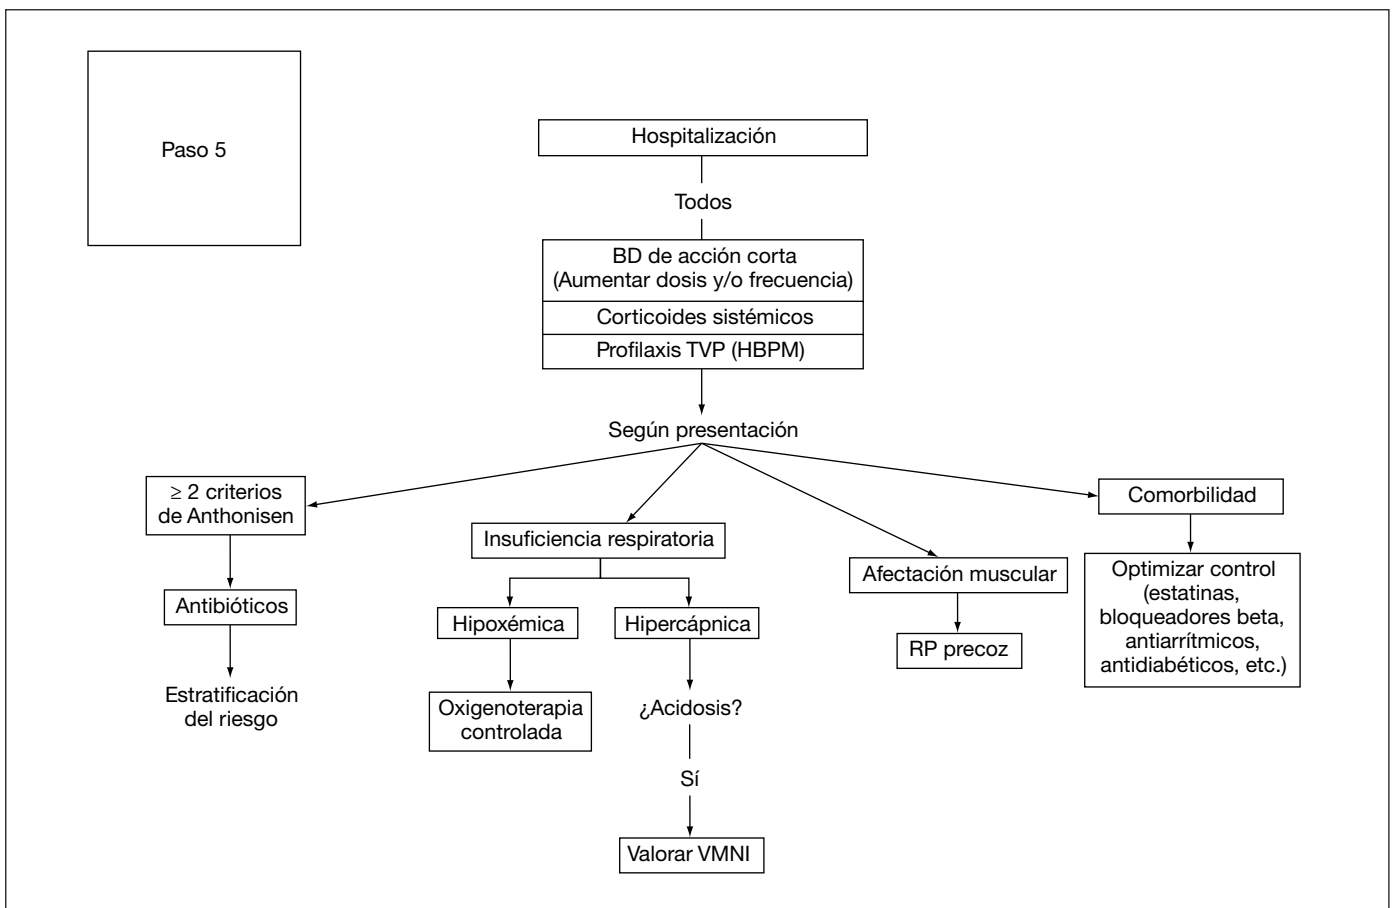 Paso 5
Hospitalización
Todos
BD de acción corta
(Aumentar dosis y/o frecuencia)
Corticoides sistémicos
Profilaxis TVP (HBPM)
Según presentación
≥ 2 criterios
de Anthonisen
Antibióticos
Estratificación
del riesgo
Insuficiencia respiratoria
Hipoxémica
Oxigenoterapia
controlada
Hipercápnica
¿Acidosis?
Sí
Valorar VMNI
Afectación muscular
RP precoz
Comorbilidad
Optimizar control
(estatinas,
bloqueadores beta,
antiarrítmicos,
antidiabéticos, etc.)